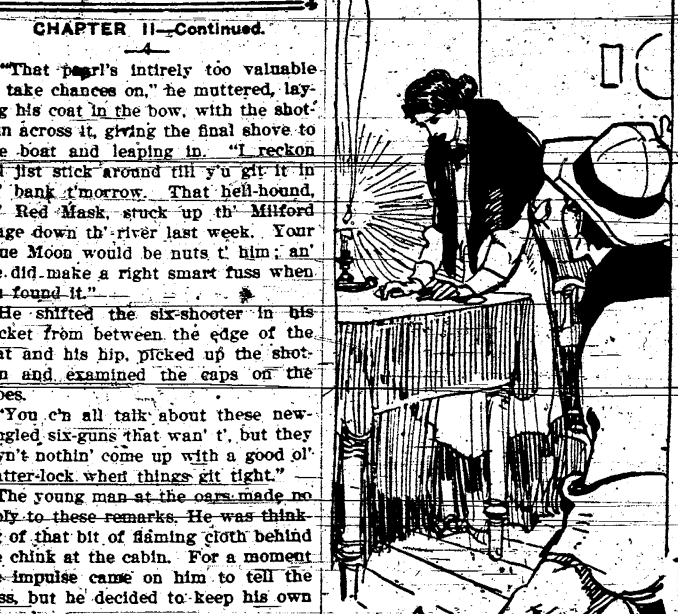 CHAPTER II—Continued.
"That pearl's intirely too valuable
take chances on," he muttered, lay-
g his coat in the bow, with the shot-
n across it, giving the final shove to
e boat and leaping in. "I reckon
jist stick around till y'u git it in
' bank t'morrow. That hell-hound,
' Red Mask, stuck up th' Milford
age down th' river last week. Your
ue Moon would be nuts t' him; an'
e did make a right smart fuss when
u found it."
He shifted the six-shooter in his
cket from between the edge of the
at and his hip, picked up the shot-
n and examined the caps on the
bes.
"You c'n all talk about these new-
ngled six-guns that wan' t', but they
yn't nothin' come up with a good ol'
atter-lock when things git tight."
The young man at the oars made no
ply to these remarks. He was think-
g of that bit of flaming cloth behind
e chink at the cabin. For a moment
e impulse came on him to tell the
ss, but he decided to keep his own